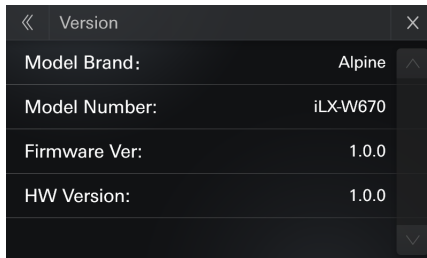 Version
Model Brand: Alpine
Model Number: iLX-W670
Firmware Ver: 1.0.0
HW Version: 1.0.0